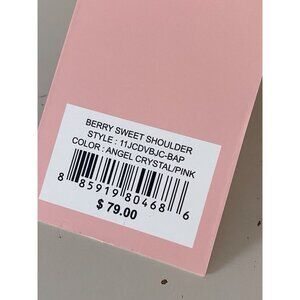 BERRY SWEET SHOULDER
STYLE : 11JCDVBJC-BAP
COLOR : ANGEL CRYSTAL/PINK
8 85919 80468 6
$ 79.00